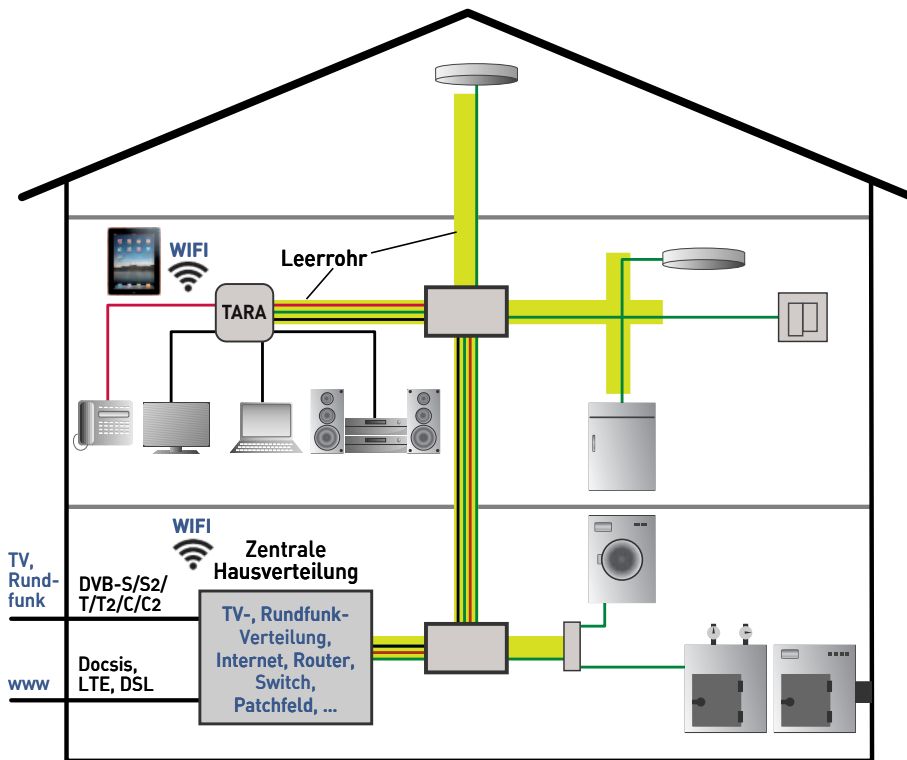 WIFI
Leerrohr
TARA
WIFI
Zentrale
Hausverteilung
TV,
Rund-
funk
DVB-S/S2/
T/T2/C/C2
TV-, Rundfunk-
Verteilung,
Internet, Router,
Switch,
Patchfeld, ...
Docsis,
LTE, DSL
www